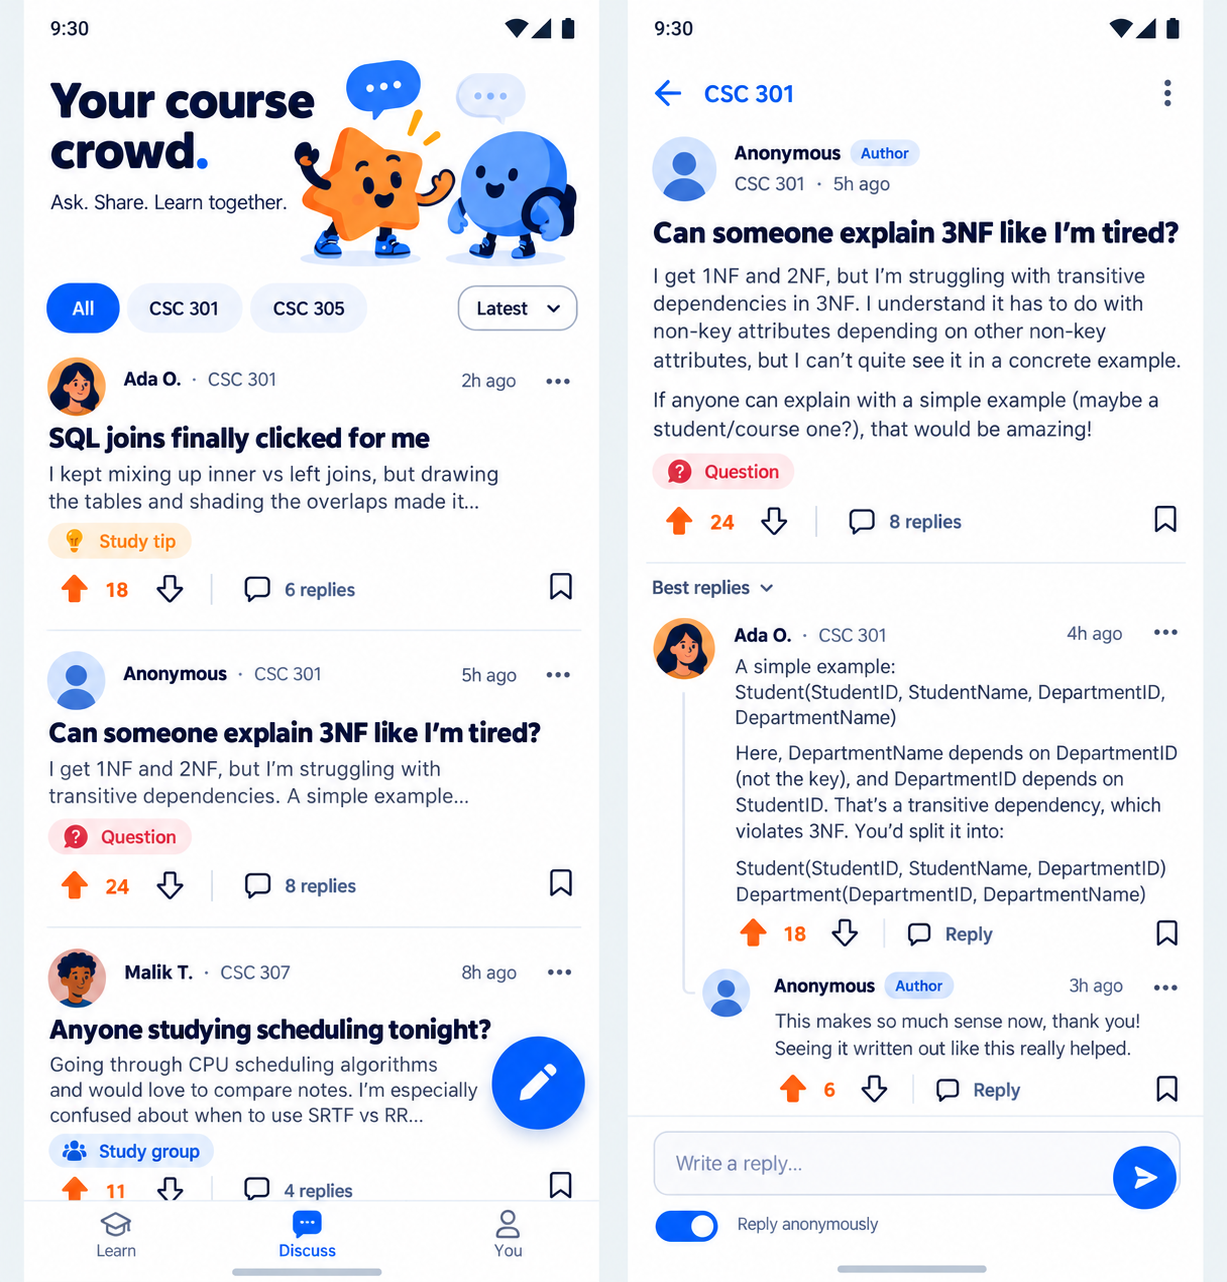 9:30
Your course
crowd.
Ask. Share. Learn together.
All
CSC 301
CSC 305
Latest
Ada O. · CSC 301
2h ago
SQL joins finally clicked for me
I kept mixing up inner vs left joins, but drawing
the tables and shading the overlaps made it...
Study tip
18
6 replies
Anonymous · CSC 301
5h ago
Can someone explain 3NF like I’m tired?
I get 1NF and 2NF, but I’m struggling with
transitive dependencies. A simple example...
Question
24
8 replies
Malik T. · CSC 307
8h ago
Anyone studying scheduling tonight?
Going through CPU scheduling algorithms
and would love to compare notes. I’m especially
confused about when to use SRTF vs RR...
Study group
11
4 replies
Learn
Discuss
You
9:30
CSC 301
Anonymous Author
CSC 301 · 5h ago
Can someone explain 3NF like I’m tired?
I get 1NF and 2NF, but I’m struggling with transitive
dependencies in 3NF. I understand it has to do with
non-key attributes depending on other non-key
attributes, but I can’t quite see it in a concrete example.
If anyone can explain with a simple example (maybe a
student/course one?), that would be amazing!
Question
24
8 replies
Best replies
Ada O. · CSC 301
4h ago
A simple example:
Student(StudentID, StudentName, DepartmentID,
DepartmentName)
Here, DepartmentName depends on DepartmentID
(not the key), and DepartmentID depends on
StudentID. That’s a transitive dependency, which
violates 3NF. You’d split it into:
Student(StudentID, StudentName, DepartmentID)
Department(DepartmentID, DepartmentName)
18
Reply
Anonymous Author
3h ago
This makes so much sense now, thank you!
Seeing it written out like this really helped.
6
Reply
Write a reply...
Reply anonymously